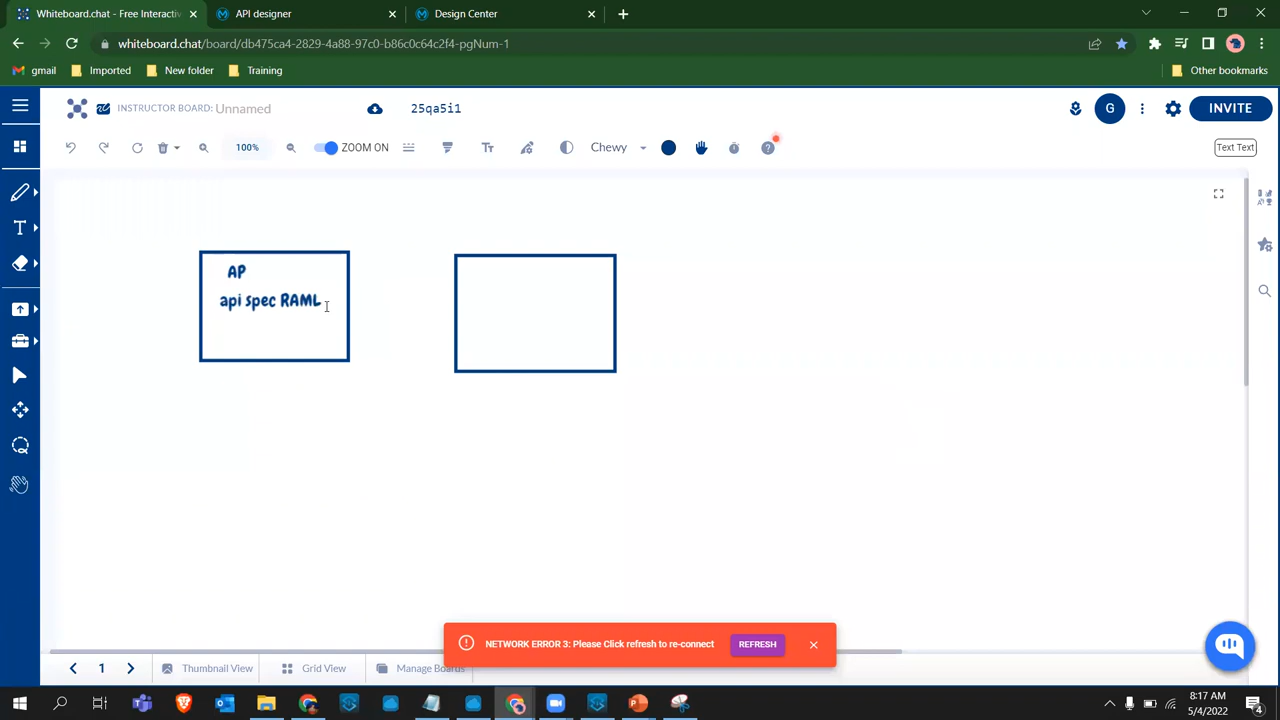 Whiteboard.chat - Free Interactiv
API designer
Design Center
whiteboard.chat/board/db475ca4-2829-4a88-97c0-b86c0c64c2f4-pgNum-1
gmail
Imported
New folder
Training
Other bookmarks
INSTRUCTOR BOARD: Unnamed
25qa5i1
G
INVITE
100%
ZOOM ON
Tr
Chewy
Text Text
AP
api spec RAML
NETWORK ERROR 3: Please Click refresh to re-connect
REFRESH
1
Thumbnail View
Grid View
Manage Boards
8:17 AM
5/4/2022
4